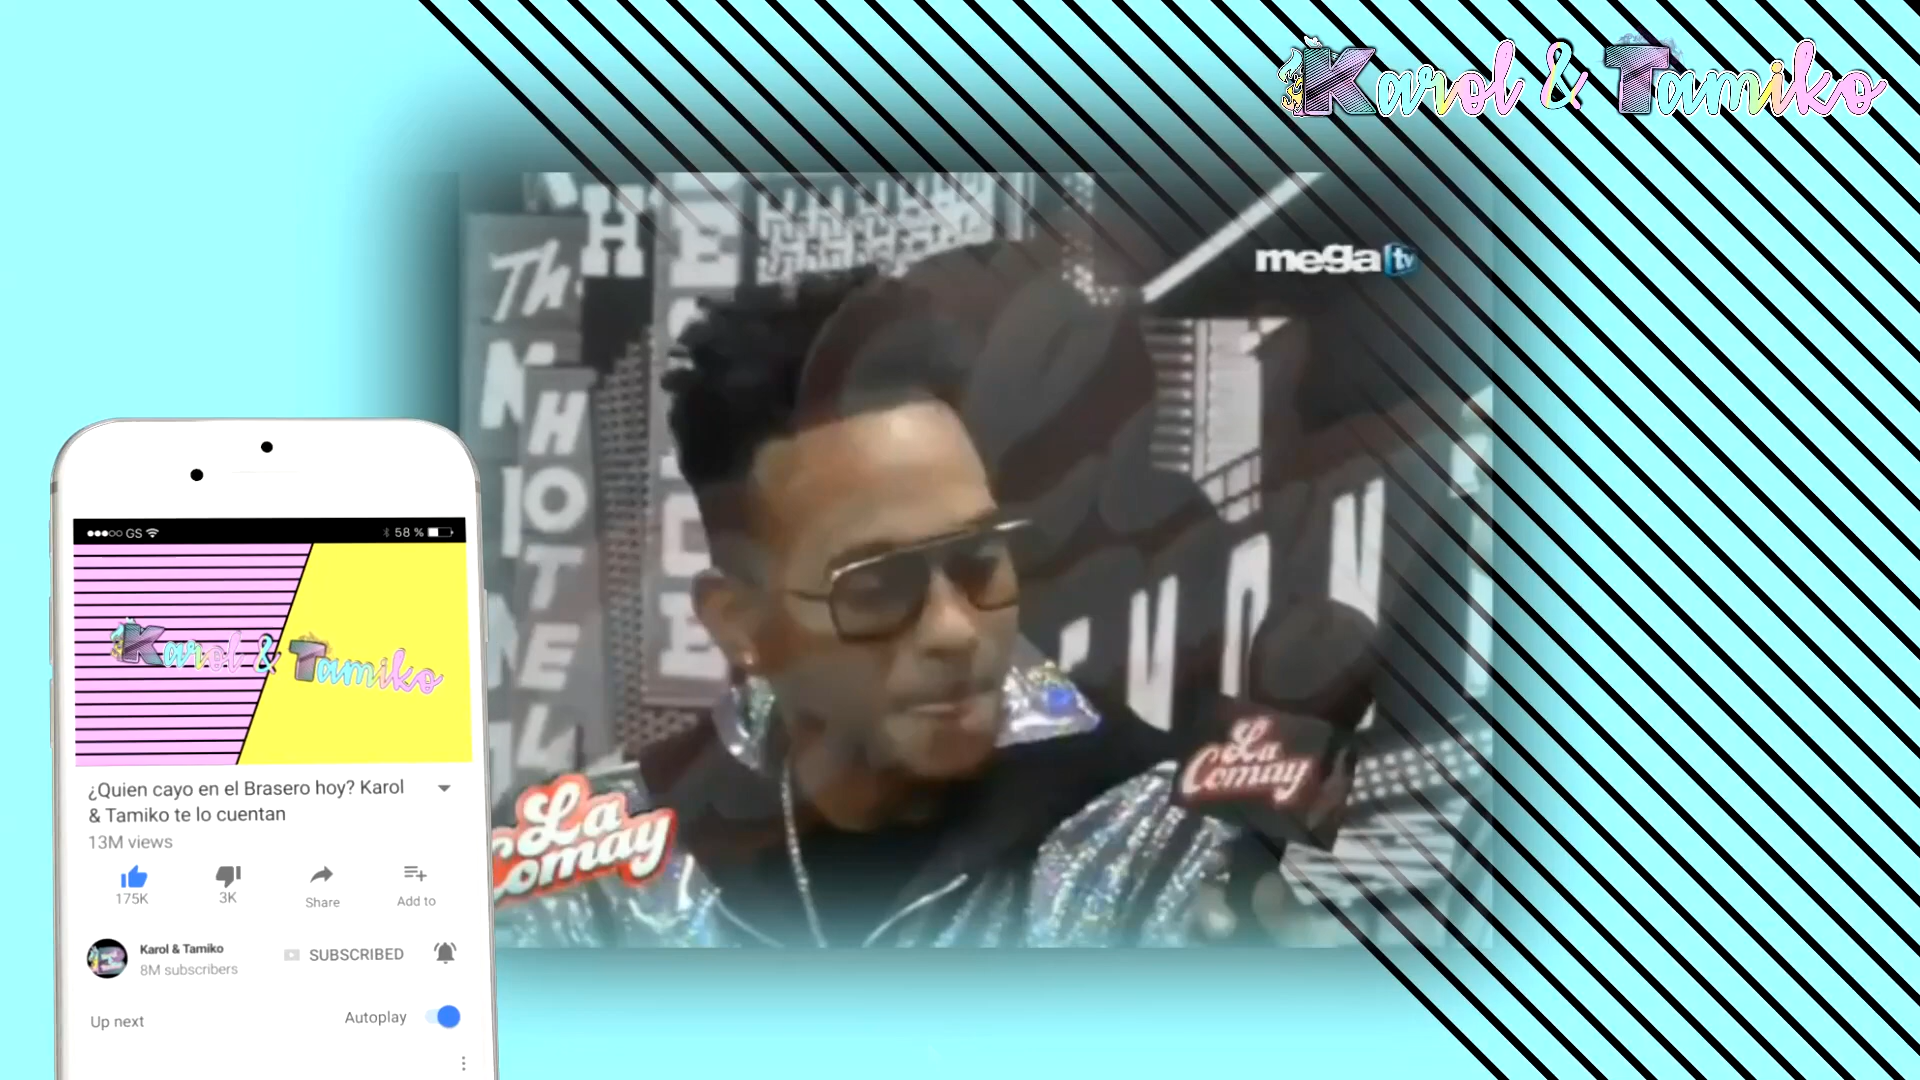 Karol & Tamiko
mega tv
Th
H
HOTEL
La
Comay
La
Comay
GS
58 %
Karol & Tamiko
¿Quien cayo en el Brasero hoy? Karol
& Tamiko te lo cuentan
13M views
175K
3K
Share
Add to
Karol & Tamiko
8M subscribers
SUBSCRIBED
Up next
Autoplay